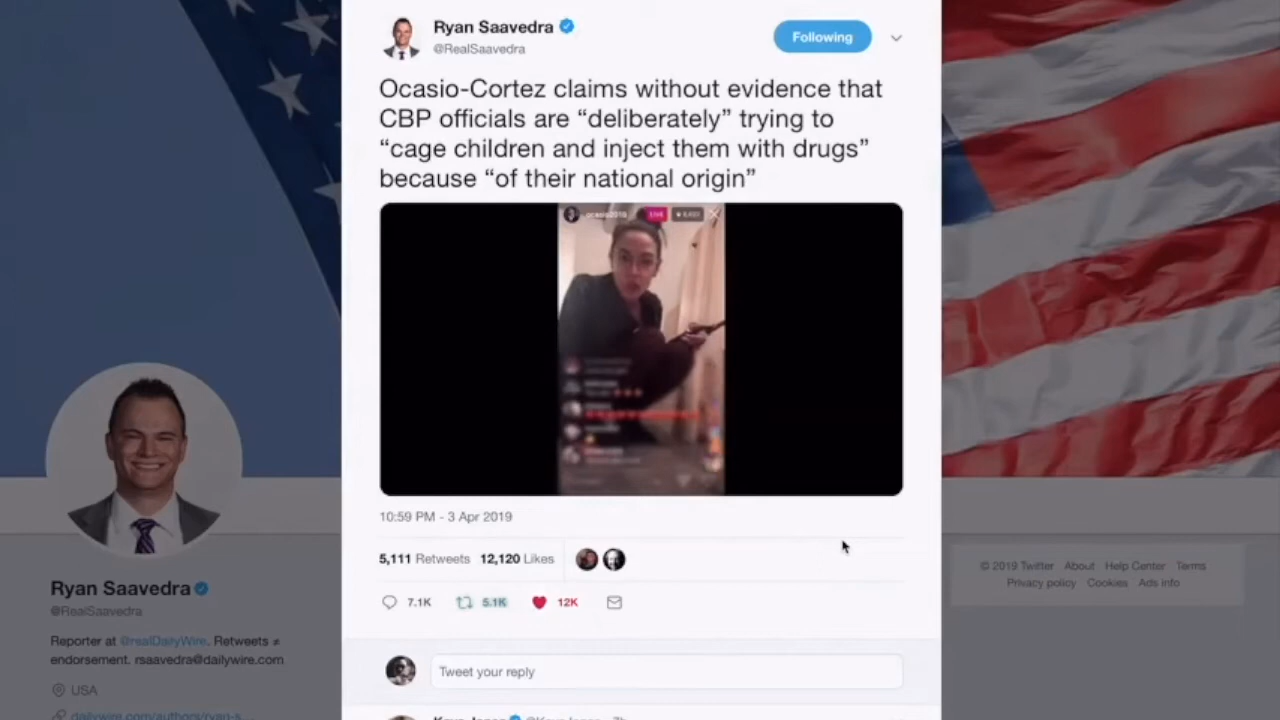 Ryan Saavedra
@RealSaavedra
Following
Ocasio-Cortez claims without evidence that
CBP officials are “deliberately” trying to
“cage children and inject them with drugs”
because “of their national origin”
ocasio2018
LIVE
10:59 PM - 3 Apr 2019
5,111 Retweets 12,120 Likes
7.1K 5.1K 12K
Tweet your reply
Ryan Saavedra
@RealSaavedra
Reporter at @realDailyWire. Retweets ≠
endorsement. rsaavedra@dailywire.com
USA
dailywire.com/authors/ryan-s...
© 2019 Twitter About Help Center Terms
Privacy policy Cookies Ads info